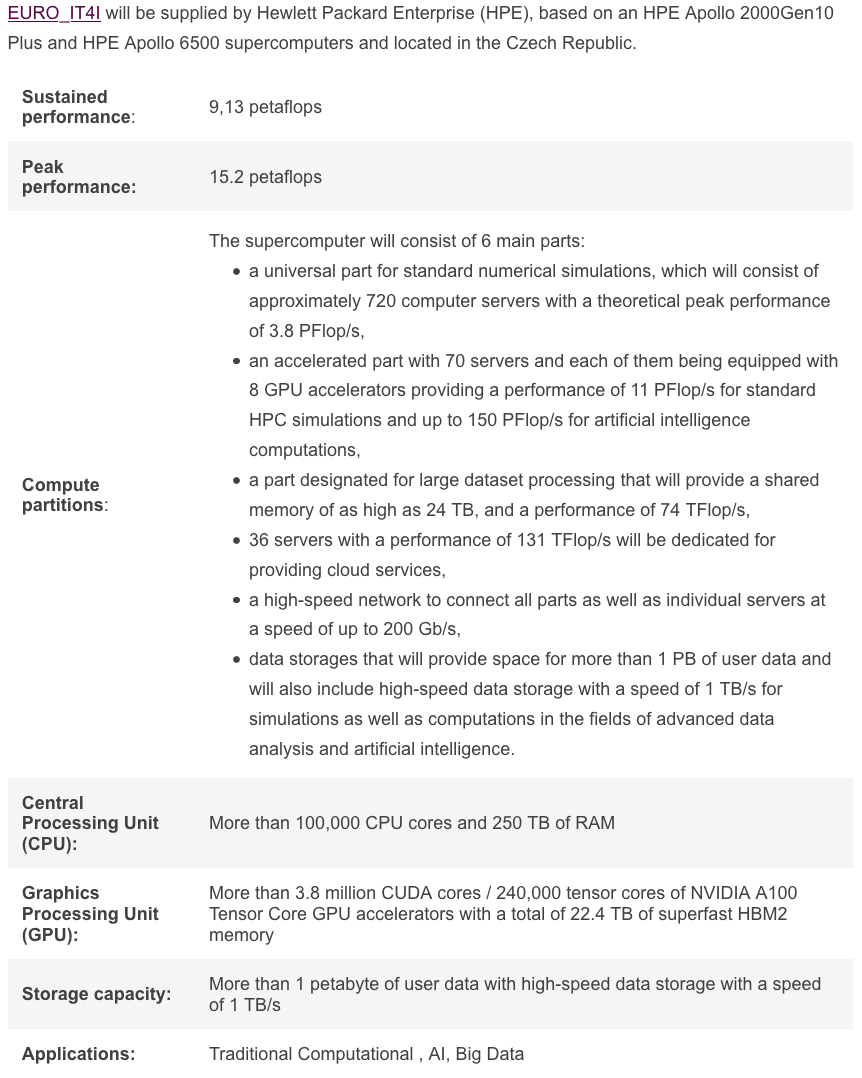 EURO_IT4I will be supplied by Hewlett Packard Enterprise (HPE), based on an HPE Apollo 2000Gen10
Plus and HPE Apollo 6500 supercomputers and located in the Czech Republic.
Sustained
performance:
9,13 petaflops
Peak
performance:
15.2 petaflops
Compute
partitions:
The supercomputer will consist of 6 main parts:
• a universal part for standard numerical simulations, which will consist of
approximately 720 computer servers with a theoretical peak performance
of 3.8 PFlop/s,
• an accelerated part with 70 servers and each of them being equipped with
8 GPU accelerators providing a performance of 11 PFlop/s for standard
HPC simulations and up to 150 PFlop/s for artificial intelligence
computations,
• a part designated for large dataset processing that will provide a shared
memory of as high as 24 TB, and a performance of 74 TFlop/s,
• 36 servers with a performance of 131 TFlop/s will be dedicated for
providing cloud services,
• a high-speed network to connect all parts as well as individual servers at
a speed of up to 200 Gb/s,
• data storages that will provide space for more than 1 PB of user data and
will also include high-speed data storage with a speed of 1 TB/s for
simulations as well as computations in the fields of advanced data
analysis and artificial intelligence.
Central
Processing Unit
(CPU):
More than 100,000 CPU cores and 250 TB of RAM
Graphics
Processing Unit
(GPU):
More than 3.8 million CUDA cores / 240,000 tensor cores of NVIDIA A100
Tensor Core GPU accelerators with a total of 22.4 TB of superfast HBM2
memory
Storage capacity:
More than 1 petabyte of user data with high-speed data storage with a speed
of 1 TB/s
Applications:
Traditional Computational , AI, Big Data